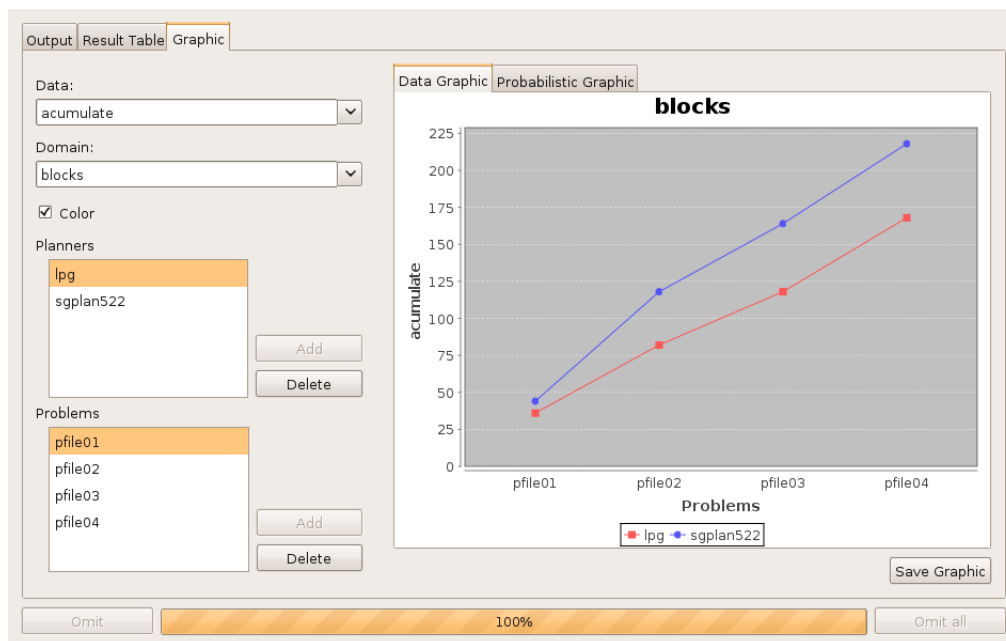 Output Result Table Graphic
Data:
acumulate
Domain:
blocks
Color
Planners
lpg
sgplan522
Add
Delete
Problems
pfile01
pfile02
pfile03
pfile04
Add
Delete
Data Graphic Probabilistic Graphic
blocks
acumulate
225
200
175
150
125
100
75
50
25
0
pfile01 pfile02 pfile03 pfile04
Problems
lpg sgplan522
Save Graphic
Omit 100% Omit all